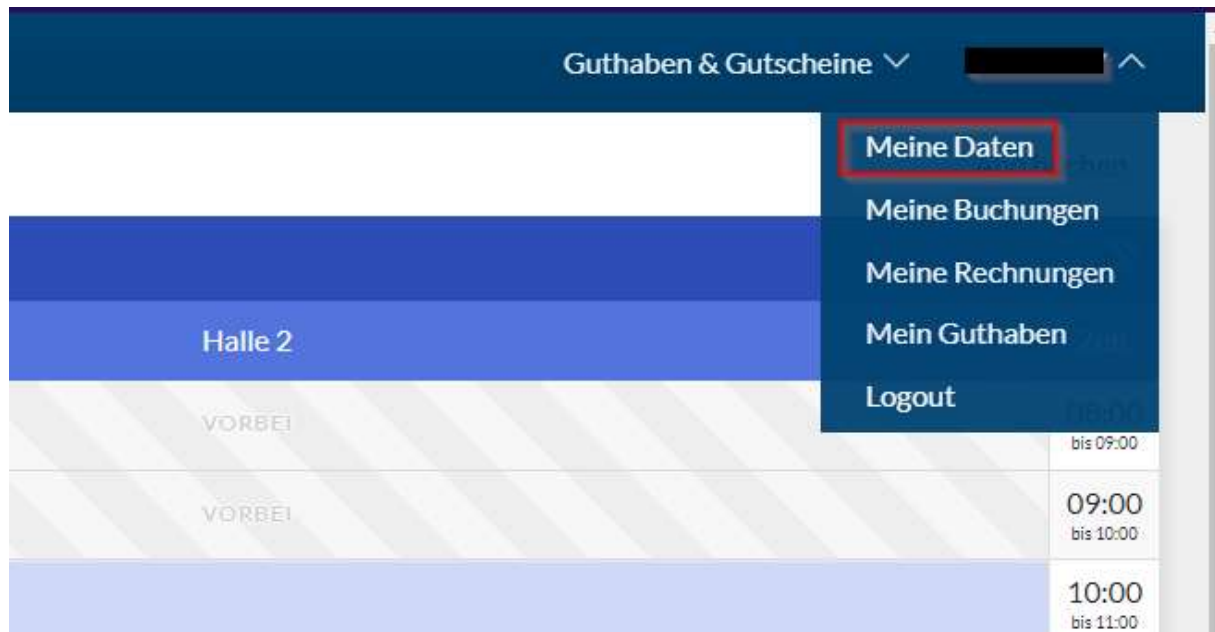 Guthaben & Gutscheine
Meine Daten
Meine Buchungen
Meine Rechnungen
Halle 2
Mein Guthaben
Logout
VORBEI
bis 09:00
VORBEI
09:00
bis 10:00
10:00
bis 11:00